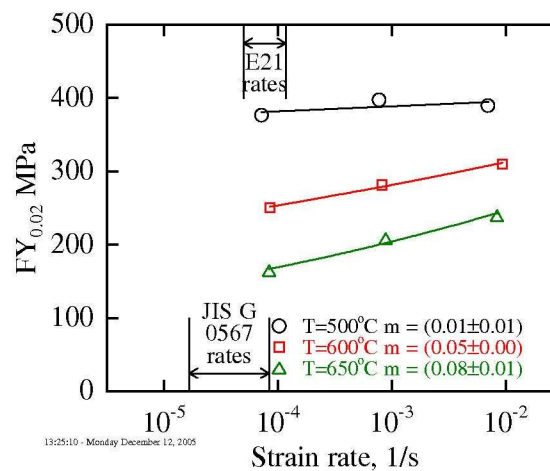 500
400
300
200
100
0
FY0.02 MPa
E21
rates
JIS G
0567
rates
T=500°C m = (0.01±0.01)
T=600°C m = (0.05±0.00)
T=650°C m = (0.08±0.01)
10-5
10-4
10-3
10-2
13:25:10 - Monday December 12, 2005
Strain rate, 1/s